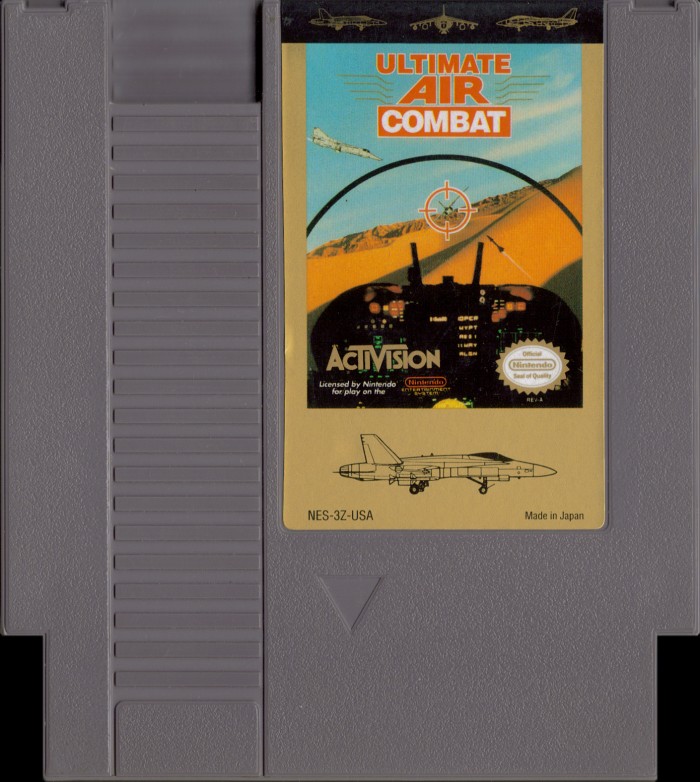 ULTIMATE
AIR
COMBAT
ACTIVISION
Licensed by Nintendo
for play on the
Nintendo
ENTERTAINMENT
SYSTEM
Official
Nintendo
Seal of Quality
REV-A
NES-3Z-USA
Made in Japan